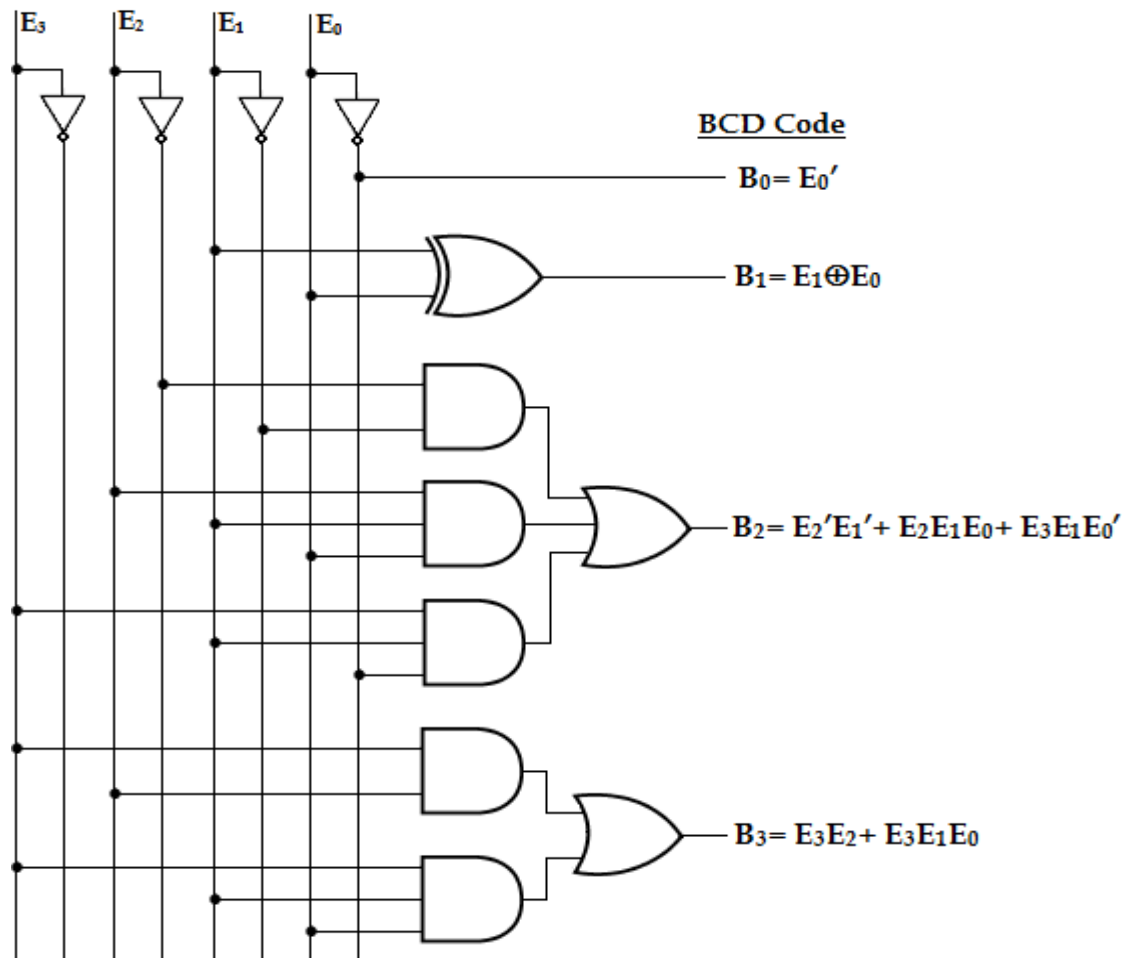 E₃ E₂ E₁ E₀
BCD Code
B₀= E₀′
B₁= E₁⊕E₀
B₂= E₂′E₁′+ E₂E₁E₀+ E₃E₁E₀′
B₃= E₃E₂+ E₃E₁E₀